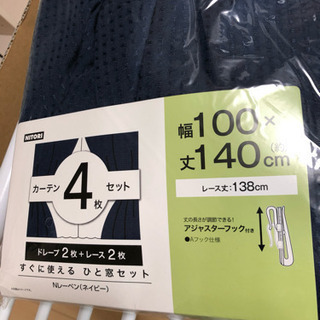 NITORI
カーテン 4枚 セット
ドレープ2枚+レース2枚
すぐに使える ひと窓セット
Nレーベン(ネイビー)
幅100×
丈140cm(約)
レース丈:138cm
丈の長さが調節できる!
アジャスターフック付き
●Aフック仕様